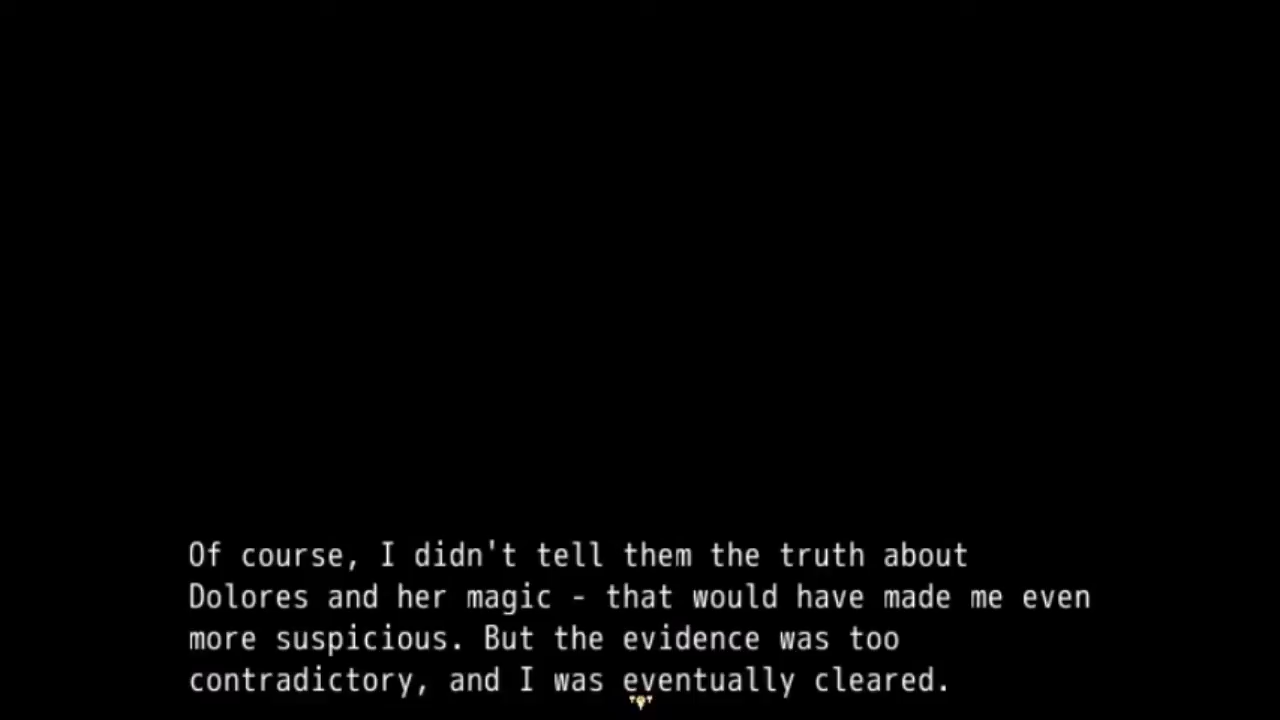 Of course, I didn't tell them the truth about
Dolores and her magic - that would have made me even
more suspicious. But the evidence was too
contradictory, and I was eventually cleared.